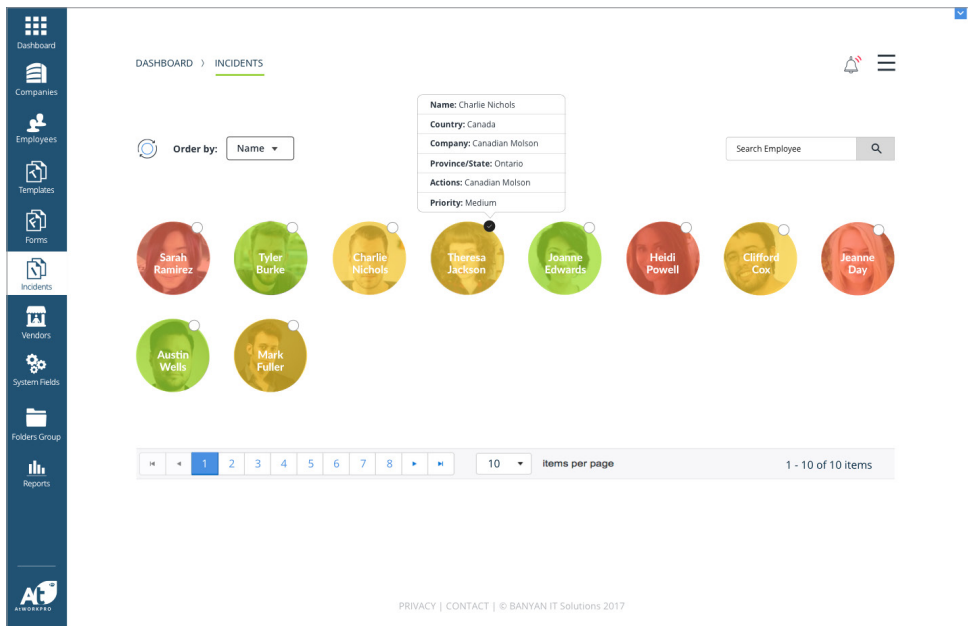 Dashboard
Companies
Employees
Templates
Forms
Incidents
Vendors
System Fields
Folders Group
Reports
At
AtWORKPRO
DASHBOARD 〉 INCIDENTS
Order by: Name
Search Employee
Name: Charlie Nichols
Country: Canada
Company: Canadian Molson
Province/State: Ontario
Actions: Canadian Molson
Priority: Medium
Sarah
Ramirez
Tyler
Burke
Charlie
Nichols
Theresa
Jackson
Joanne
Edwards
Heidi
Powell
Clifford
Cox
Jeanne
Day
Austin
Wells
Mark
Fuller
1 2 3 4 5 6 7 8 10 items per page 1 - 10 of 10 items
PRIVACY | CONTACT | © BANYAN IT Solutions 2017